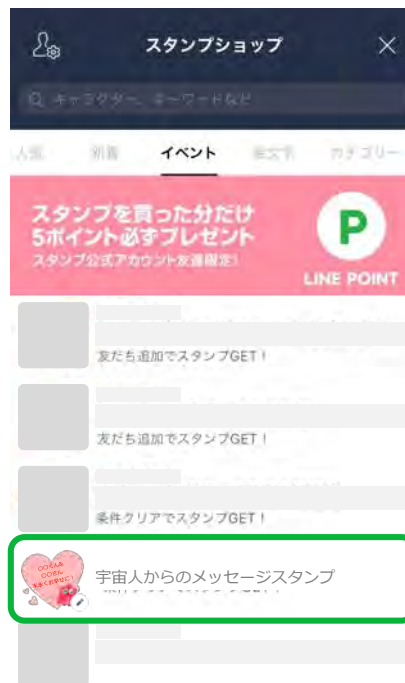 スタンプショップ
キャラクター、キーワードなど
人気 新着 イベント 絵文字 カテゴリー
スタンプを買った分だけ
5ポイント必ずプレゼント
スタンプ公式アカウント友達限定!
P
LINE POINT
友だち追加でスタンプGET!
友だち追加でスタンプGET!
条件クリアでスタンプGET!
宇宙人からのメッセージスタンプ